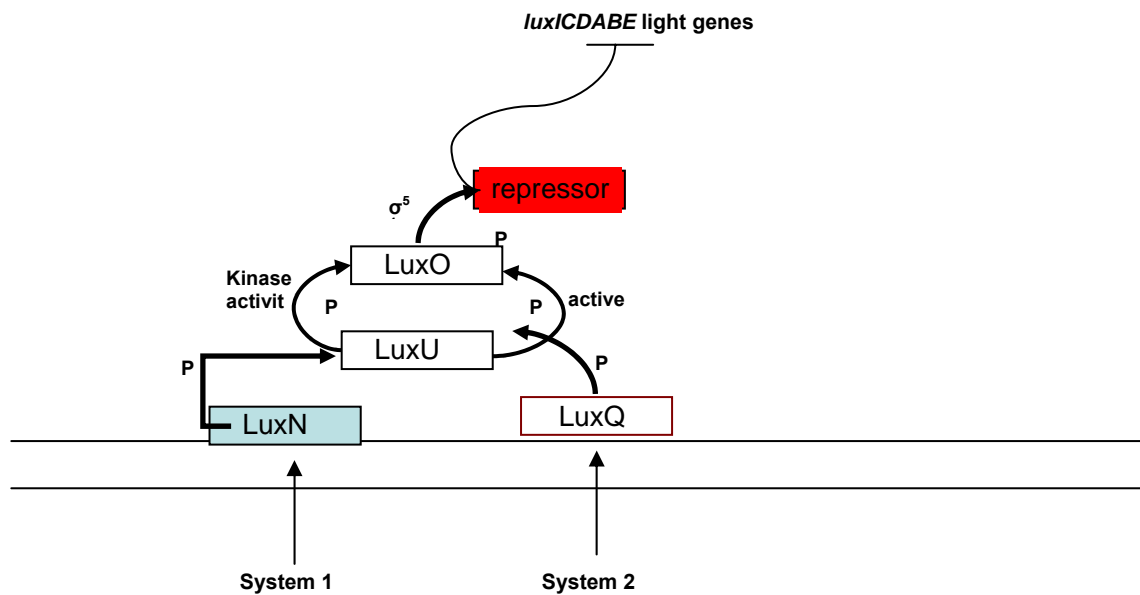 luxICDABE light genes
repressor
σ⁵
P
LuxO
Kinase
activit
P
P
active
LuxU
P
P
LuxN
LuxQ
System 1
System 2